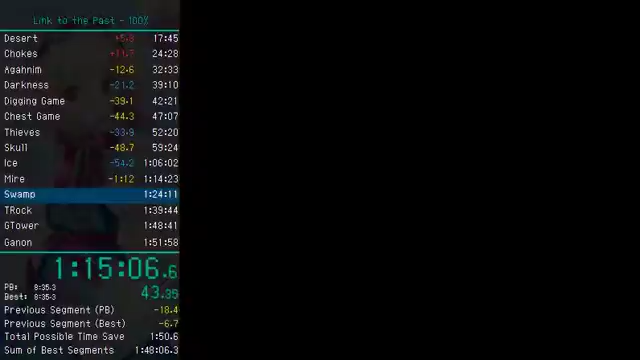 Link to the Past - 100%
Desert +5.9 17:45
Chokes +11.7 24:28
Agahnim -12.6 32:33
Darkness -21.2 39:10
Digging Game -39.1 42:21
Chest Game -44.3 47:07
Thieves -33.9 52:20
Skull -48.7 59:24
Ice -54.2 1:06:02
Mire -1:12 1:14:23
Swamp 1:24:11
TRock 1:39:44
GTower 1:48:41
Ganon 1:51:58
1:15:06.6
PB: 8:35.3
Best: 8:35.3
43.35
Previous Segment (PB) -18.4
Previous Segment (Best) -6.7
Total Possible Time Save 1:50.6
Sum of Best Segments 1:48:06.3